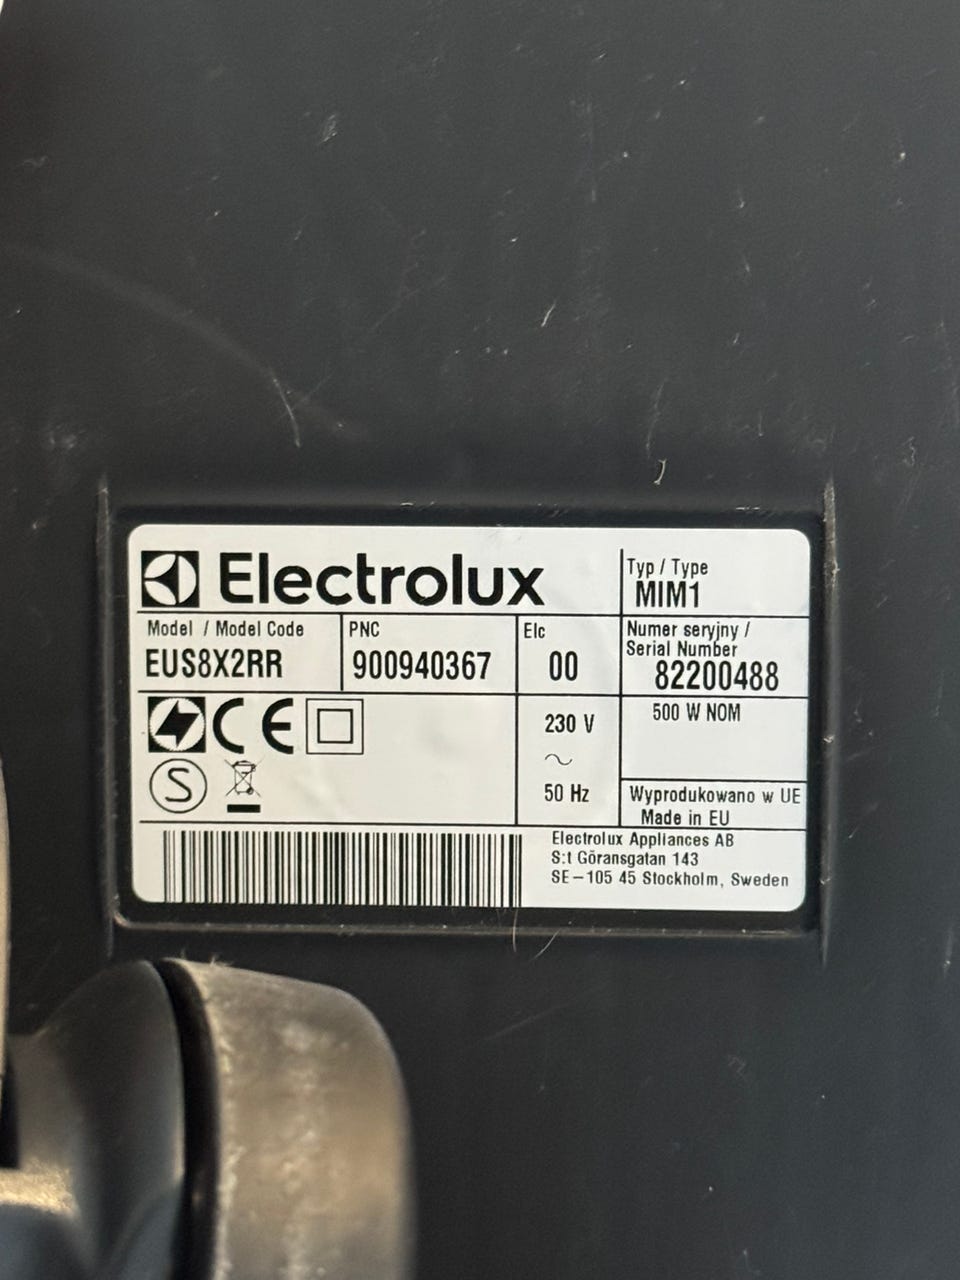 Electrolux
Typ / Type
MIM1
Model / Model Code
EUS8X2RR
PNC
900940367
Elc
00
Numer seryjny /
Serial Number
82200488
CE
S
230 V
~
50 Hz
500 W NOM
Wyprodukowano w UE
Made in EU
Electrolux Appliances AB
S:t Göransgatan 143
SE-105 45 Stockholm, Sweden